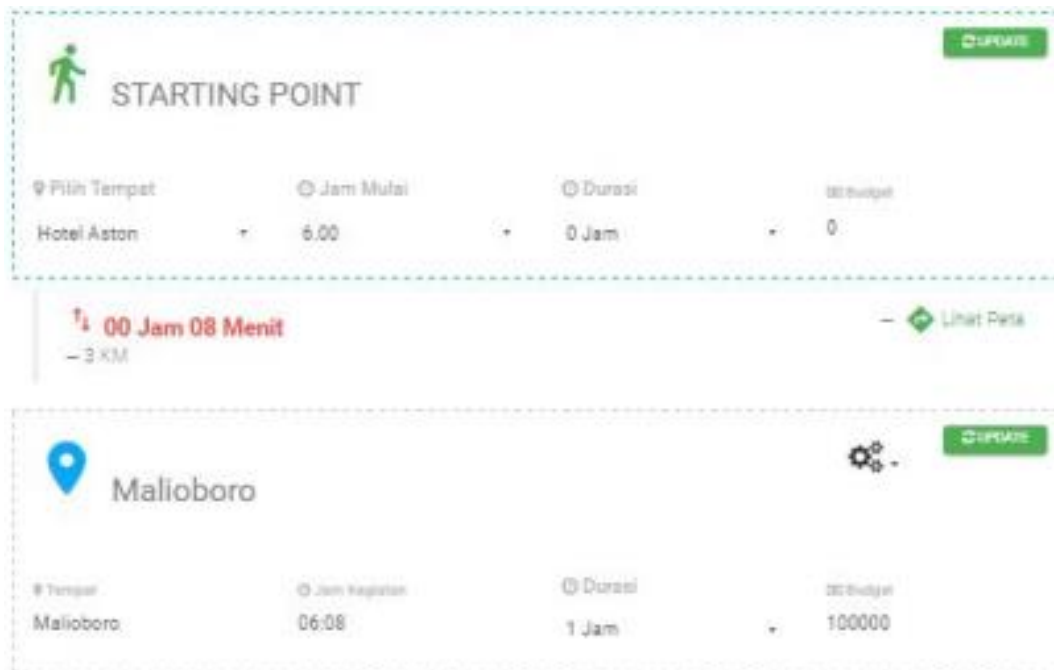 UPDATE
STARTING POINT
Pilih Tempat Jam Mulai Durasi Budget
Hotel Aston 6.00 0 Jam 0
00 Jam 08 Menit
– 3 KM
– Lihat Peta
UPDATE
Malioboro
Tempat Jam Kegiatan Durasi Budget
Malioboro 06:08 1 Jam 100000